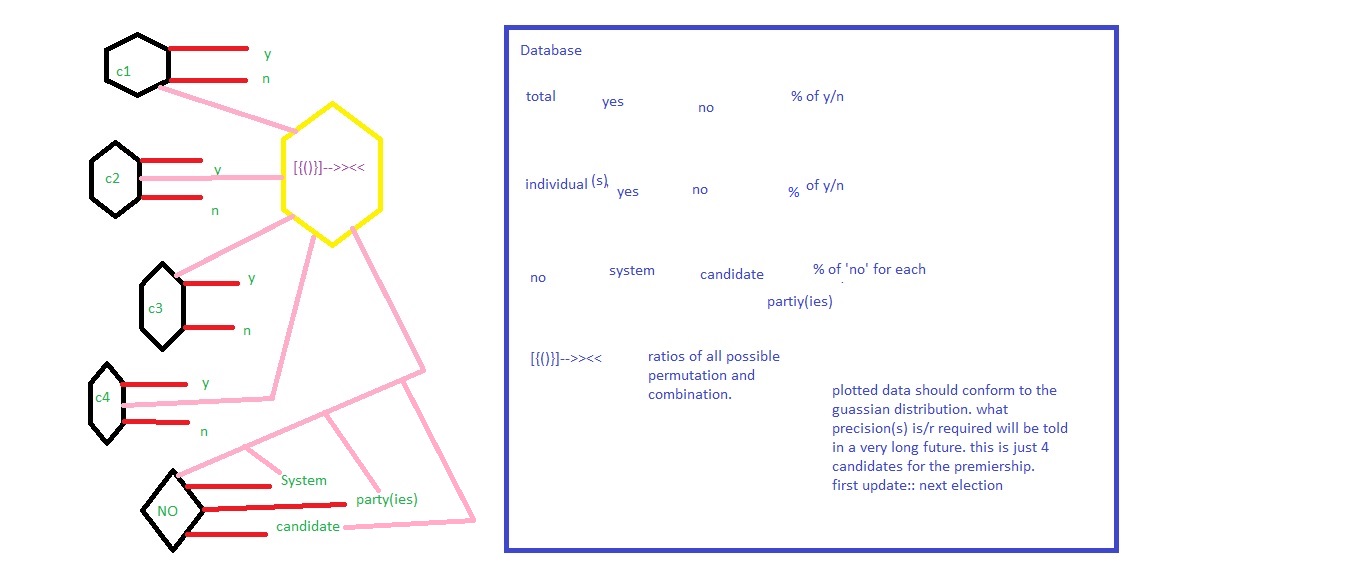 c1
y
n
c2
y
n
[{()}]-->><<
c3
y
n
c4
y
n
NO
System
party(ies)
candidate
Database
total yes no % of y/n
individual (s), yes no % of y/n
no system candidate % of 'no' for each
partiy(ies)
[{()}]-->><<
ratios of all possible
permutation and
combination.
plotted data should conform to the
guassian distribution. what
precision(s) is/r required will be told
in a very long future. this is just 4
candidates for the premiership.
first update:: next election